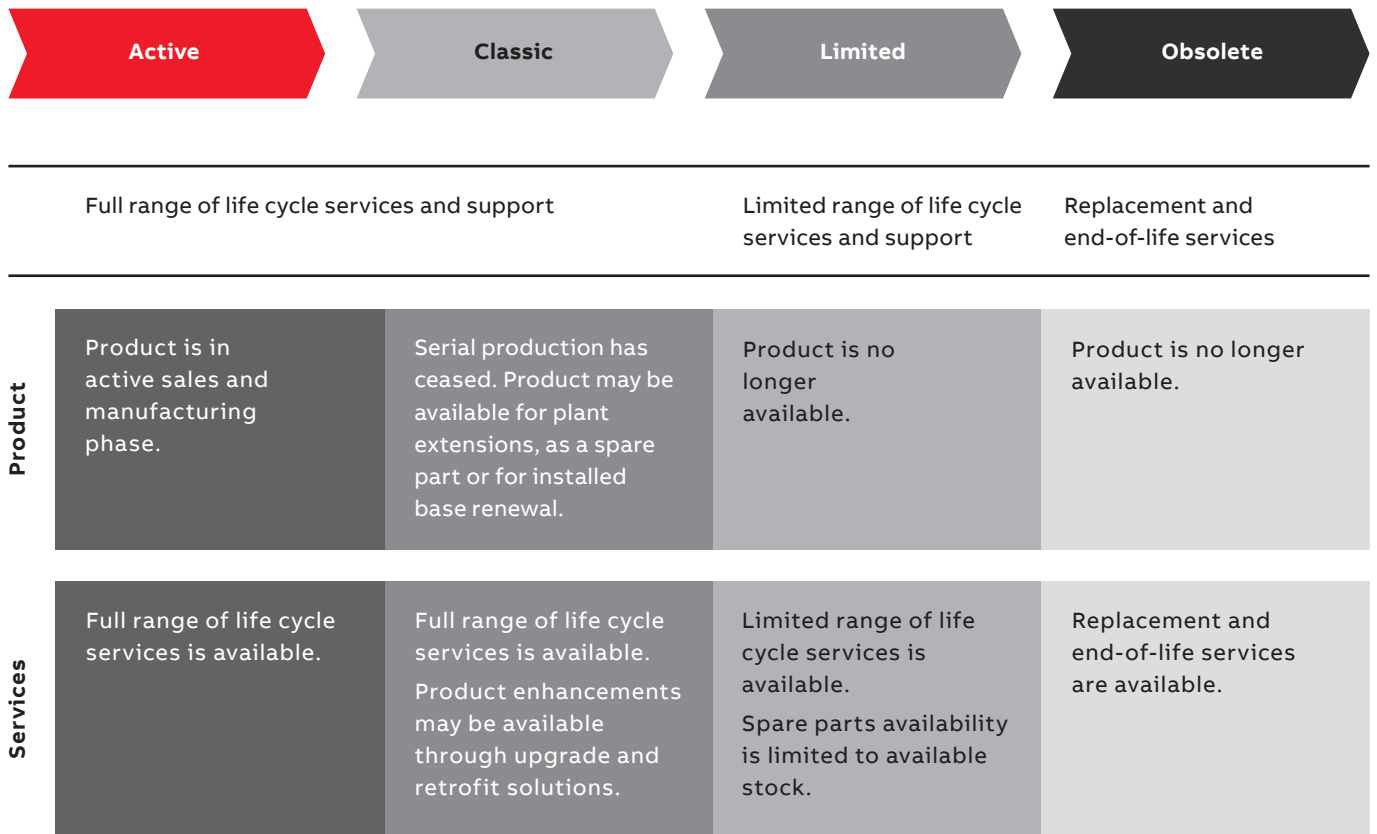 Active
Classic
Limited
Obsolete
Full range of life cycle services and support
Limited range of life cycle
services and support
Replacement and
end-of-life services
Product
Product is in
active sales and
manufacturing
phase.
Serial production has
ceased. Product may be
available for plant
extensions, as a spare
part or for installed
base renewal.
Product is no
longer
available.
Product is no longer
available.
Services
Full range of life cycle
services is available.
Full range of life cycle
services is available.
Product enhancements
may be available
through upgrade and
retrofit solutions.
Limited range of life
cycle services is
available.
Spare parts availability
is limited to available
stock.
Replacement and
end-of-life services
are available.